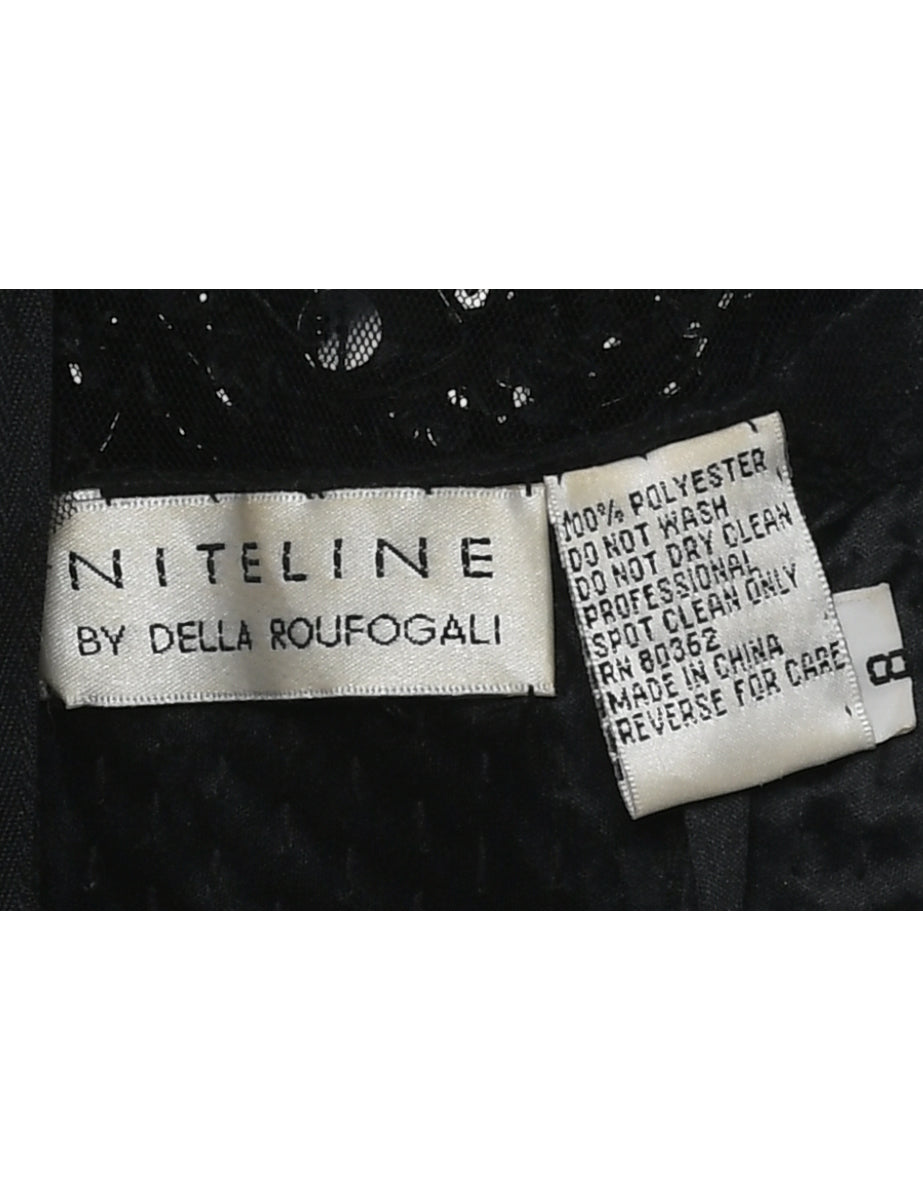 NITELINE
BY DELLA ROUFOGALI
100% POLYESTER
DO NOT WASH
DO NOT DRY CLEAN
PROFESSIONAL
SPOT CLEAN ONLY
RN 80362
MADE IN CHINA
REVERSE FOR CARE
8